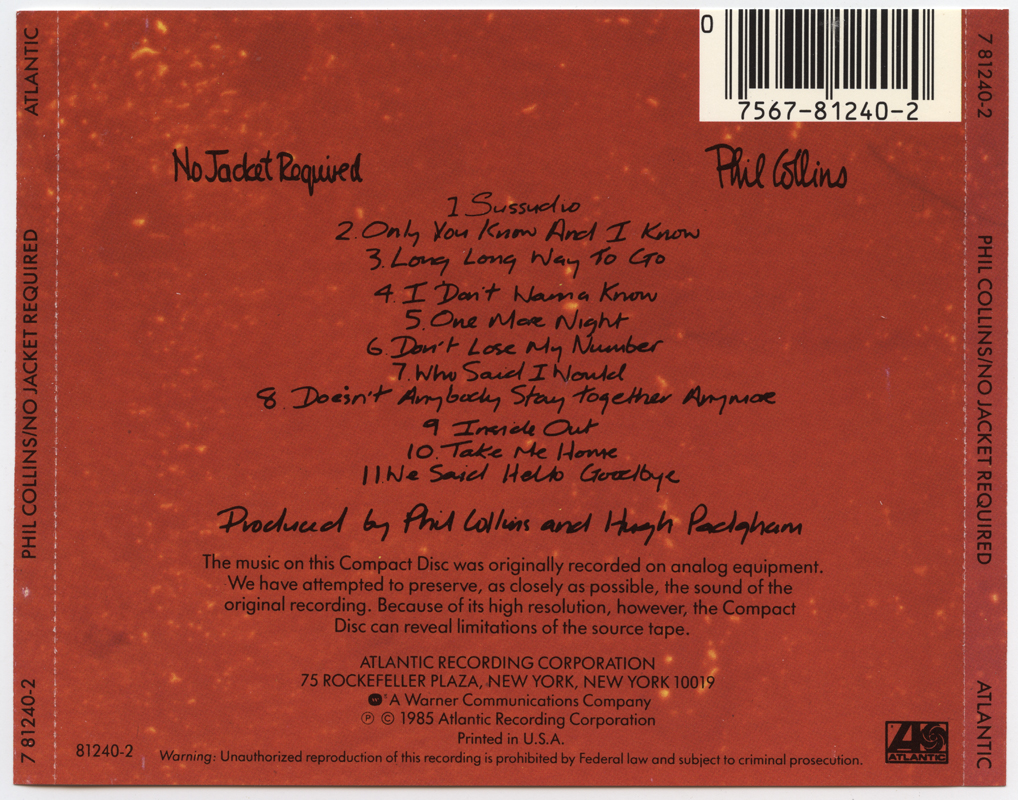 0
7567-81240-2
ATLANTIC
PHIL COLLINS/NO JACKET REQUIRED
7 81240-2
7 81240-2
PHIL COLLINS/NO JACKET REQUIRED
ATLANTIC
No Jacket Required
Phil Collins
1 Sussudio
2. Only You Know And I Know
3. Long Long Way To Go
4. I Don't Wanna Know
5. One More Night
6. Don't Lose My Number
7. Who Said I Would
8. Doesn't Anybody Stay Together Anymore
9 Inside Out
10. Take Me Home
11. We Said Hello Goodbye
Produced by Phil Collins and Hugh Padgham
The music on this Compact Disc was originally recorded on analog equipment.
We have attempted to preserve, as closely as possible, the sound of the
original recording. Because of its high resolution, however, the Compact
Disc can reveal limitations of the source tape.
ATLANTIC RECORDING CORPORATION
75 ROCKEFELLER PLAZA, NEW YORK, NEW YORK 10019
A Warner Communications Company
℗ © 1985 Atlantic Recording Corporation
Printed in U.S.A.
81240-2
Warning: Unauthorized reproduction of this recording is prohibited by Federal law and subject to criminal prosecution.
ATLANTIC